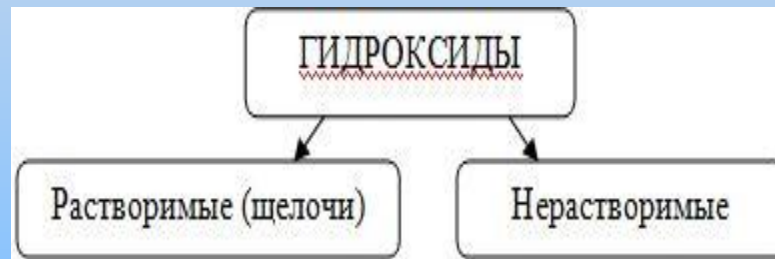 ГИДРОКСИДЫ
Растворимые (щелочи)
Нерастворимые